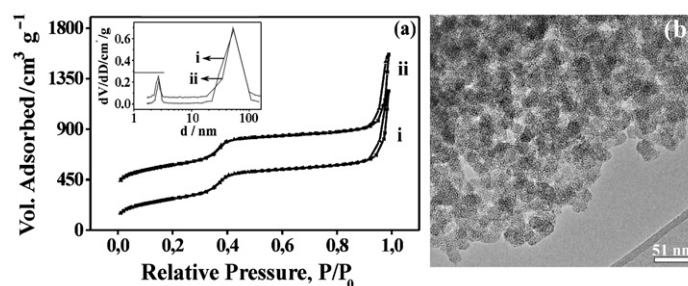 (a)
(b)
1800
1350
900
450
0
Vol. Adsorbed /cm³ g⁻¹
0,0
0,2
0,4
0,6
0,8
1,0
Relative Pressure, P/P₀
ii
i
0,6
0,4
0,2
0,0
dV/dD/cm³/g
1
10
100
d / nm
i
ii
51 nm